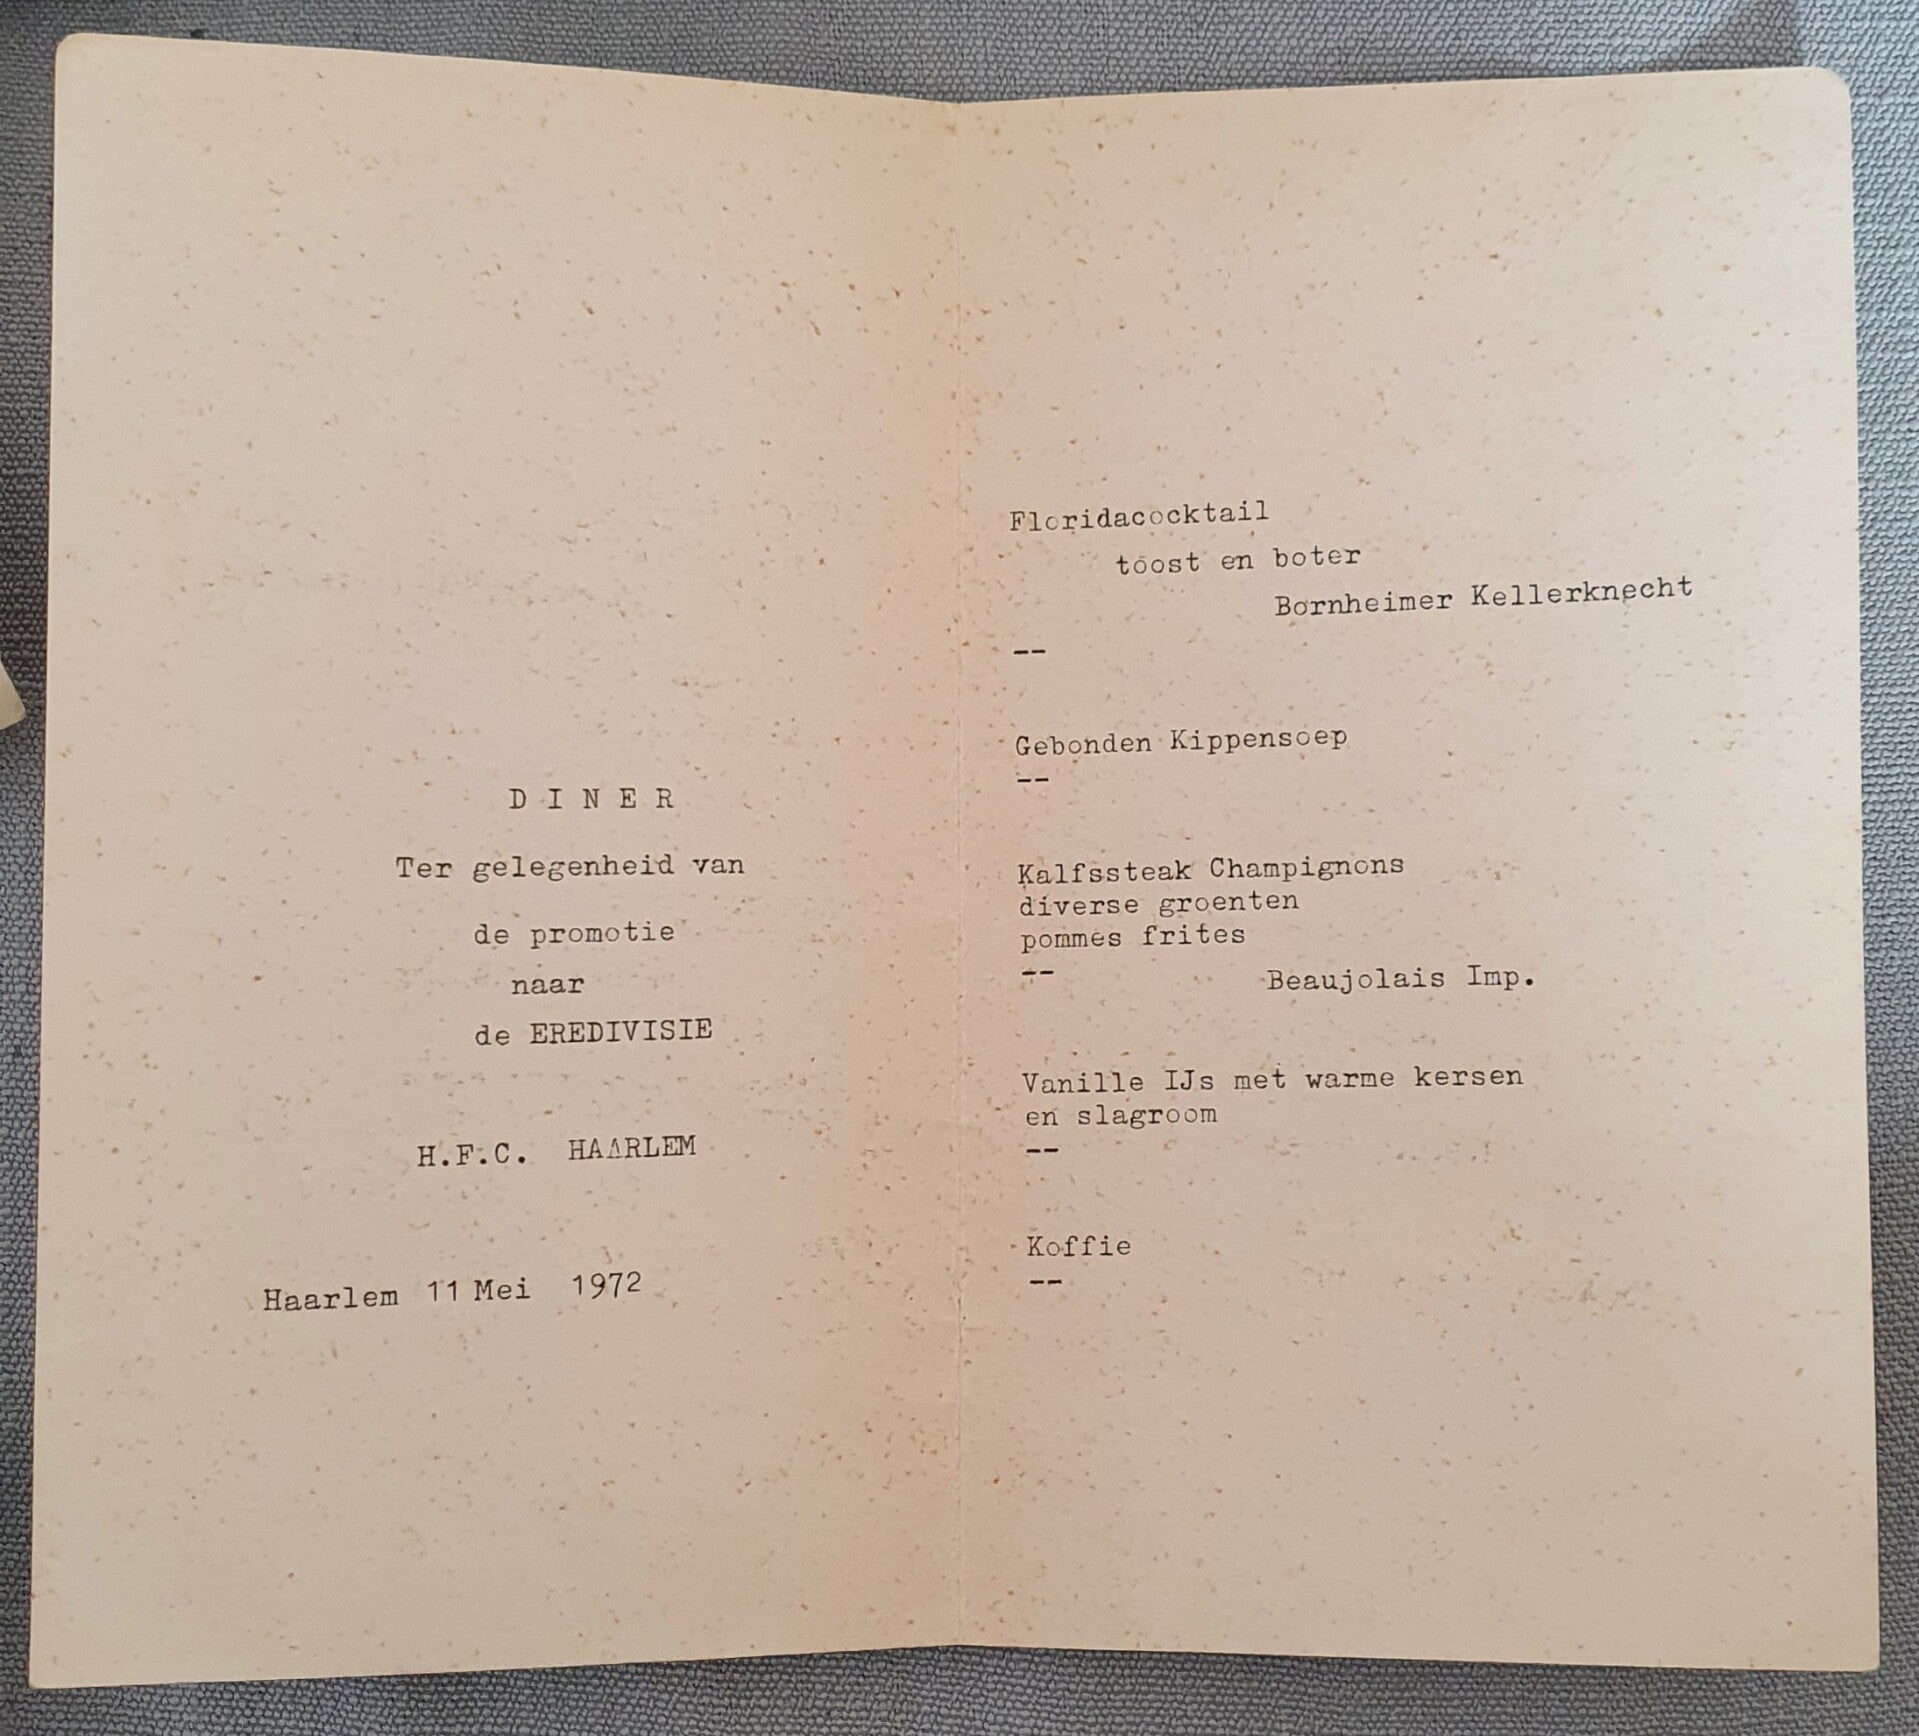 D I N E R
Ter gelegenheid van
de promotie
naar
de EREDIVISIE
H.F.C. HAARLEM
Haarlem 11 Mei 1972
Floridacocktail
toost en boter
Bornheimer Kellerknecht
--
Gebonden Kippensoep
--
Kalfssteak Champignons
diverse groenten
pommes frites
--
Beaujolais Imp.
Vanille IJs met warme kersen
en slagroom
--
Koffie
--